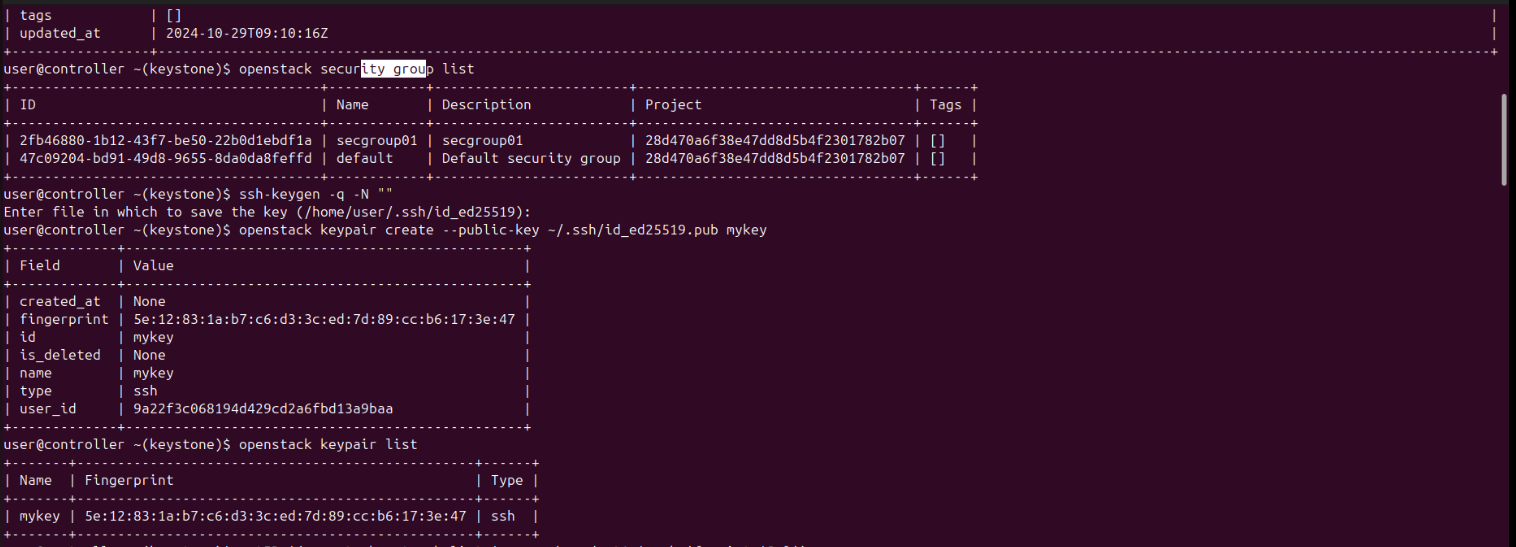 | tags | [] |
| updated_at | 2024-10-29T09:10:16Z |
user@controller ~(keystone)$ openstack security group list
| ID | Name | Description | Project | Tags |
| 2fb46880-1b12-43f7-be50-22b0d1ebdf1a | secgroup01 | secgroup01 | 28d470a6f38e47dd8d5b4f2301782b07 | [] |
| 47c09204-bd91-49d8-9655-8da0da8feffd | default | Default security group | 28d470a6f38e47dd8d5b4f2301782b07 | [] |
user@controller ~(keystone)$ ssh-keygen -q -N ""
Enter file in which to save the key (/home/user/.ssh/id_ed25519):
user@controller ~(keystone)$ openstack keypair create --public-key ~/.ssh/id_ed25519.pub mykey
| Field | Value |
| created_at | None |
| fingerprint | 5e:12:83:1a:b7:c6:d3:3c:ed:7d:89:cc:b6:17:3e:47 |
| id | mykey |
| is_deleted | None |
| name | mykey |
| type | ssh |
| user_id | 9a22f3c068194d429cd2a6fbd13a9baa |
user@controller ~(keystone)$ openstack keypair list
| Name | Fingerprint | Type |
| mykey | 5e:12:83:1a:b7:c6:d3:3c:ed:7d:89:cc:b6:17:3e:47 | ssh |